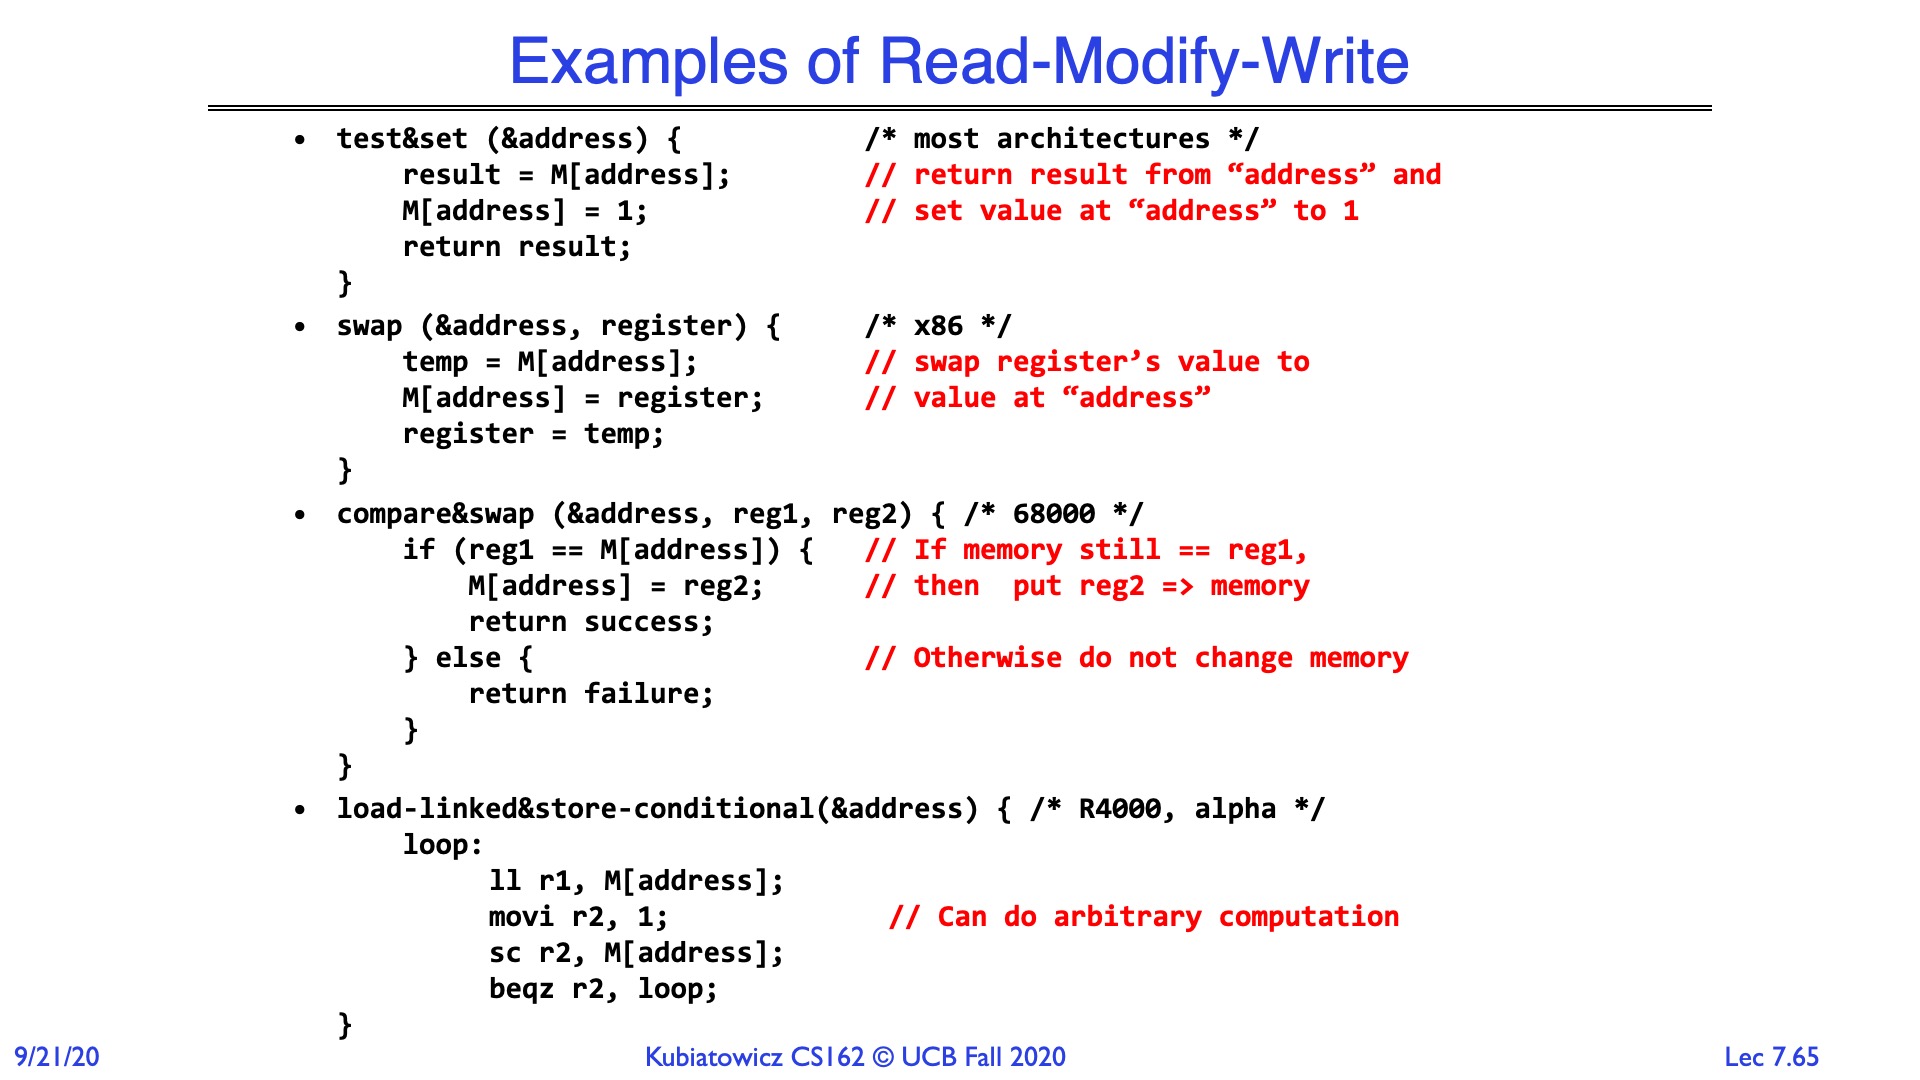 Examples of Read-Modify-Write
• test&set (&address) { /* most architectures */
result = M[address]; // return result from “address” and
M[address] = 1; // set value at “address” to 1
return result;
}
• swap (&address, register) { /* x86 */
temp = M[address]; // swap register’s value to
M[address] = register; // value at “address”
register = temp;
}
• compare&swap (&address, reg1, reg2) { /* 68000 */
if (reg1 == M[address]) { // If memory still == reg1,
M[address] = reg2; // then  put reg2 => memory
return success;
} else { // Otherwise do not change memory
return failure;
}
}
• load-linked&store-conditional(&address) { /* R4000, alpha */
loop:
ll r1, M[address];
movi r2, 1; // Can do arbitrary computation
sc r2, M[address];
beqz r2, loop;
}
9/21/20 Kubiatowicz CS162 © UCB Fall 2020 Lec 7.65